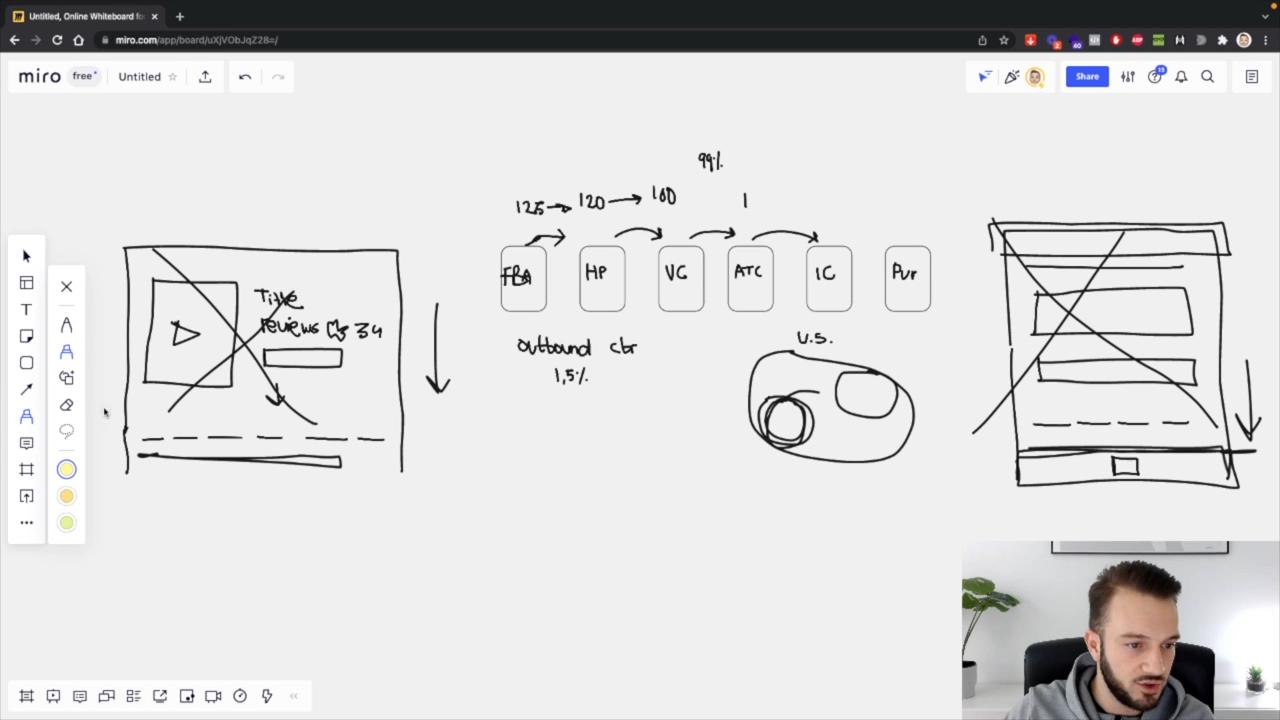 Untitled, Online Whiteboard fo
miro.com/app/board/uXjVObJqZ28=/
miro free Untitled
Share
15
99%
125 120 100 1
FBA HP VC ATC IC Pur
Title
reviews 34
outbound ctr
1,5%
U.S.